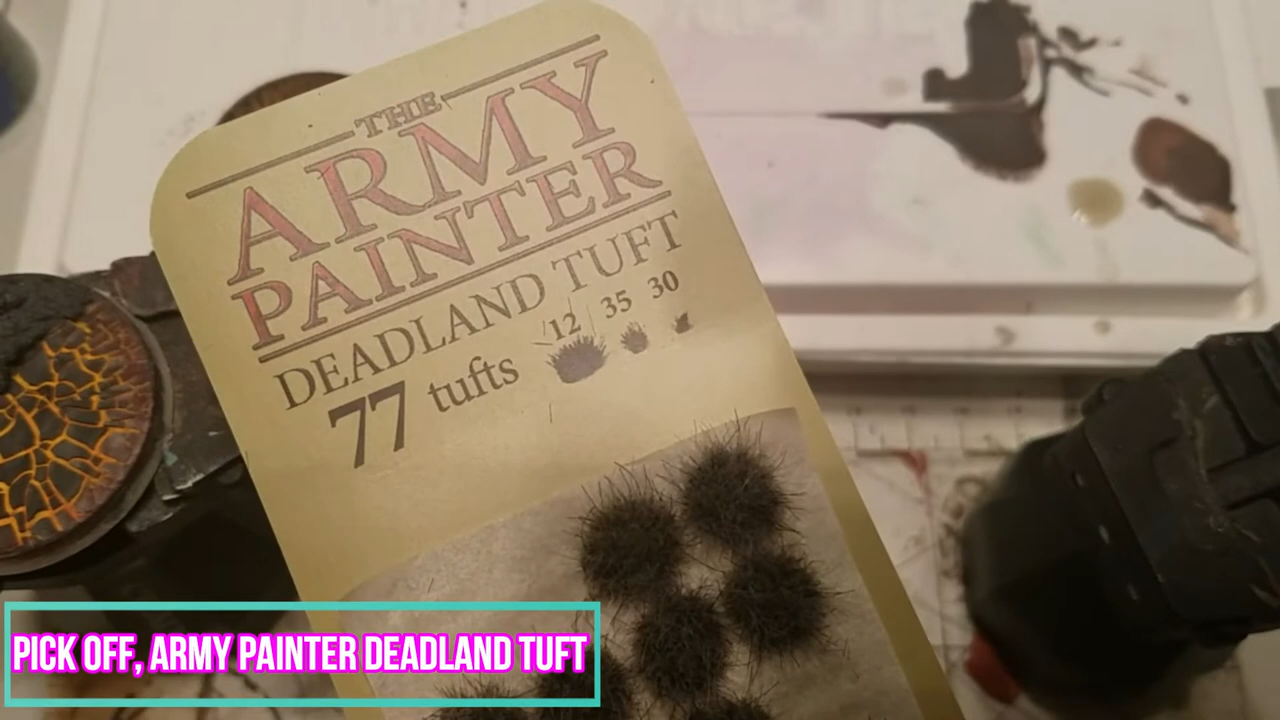 THE
ARMY
PAINTER
DEADLAND TUFT
77 tufts 12 35 30
PICK OFF, ARMY PAINTER DEADLAND TUFT